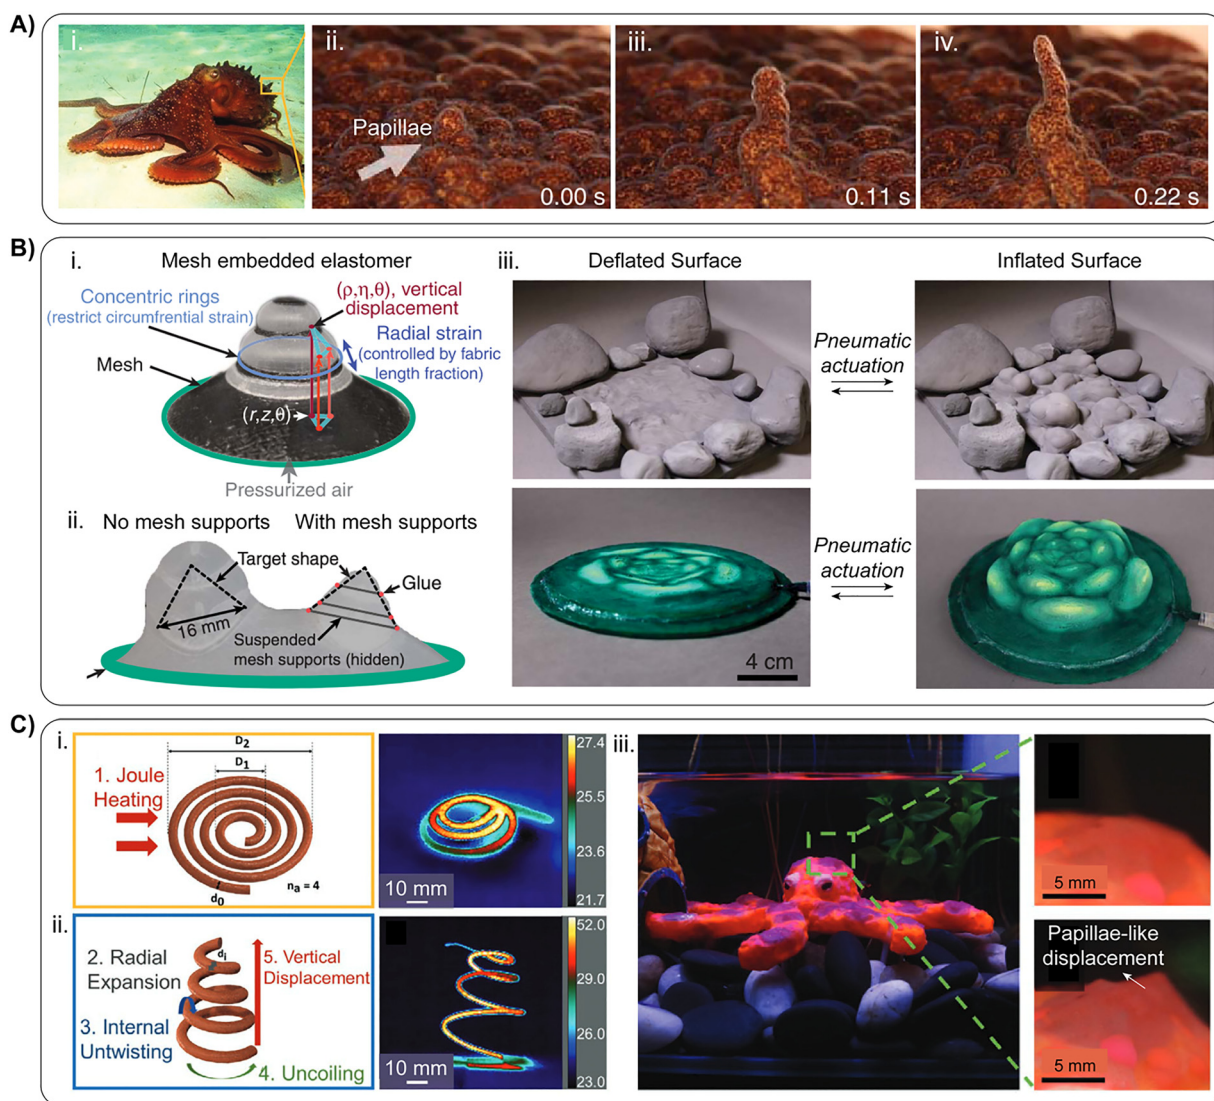 A)
i.
ii.
Papillae
0.00 s
iii.
0.11 s
iv.
0.22 s
B)
i.
Mesh embedded elastomer
Concentric rings
(restrict circumfrential strain)
(ρ,η,θ), vertical
displacement
Radial strain
(controlled by fabric
length fraction)
Mesh
(r,z,θ)
Pressurized air
ii.
No mesh supports
With mesh supports
Target shape
Glue
16 mm
Suspended
mesh supports (hidden)
iii.
Deflated Surface
Inflated Surface
Pneumatic
actuation
Pneumatic
actuation
4 cm
C)
i.
D2
D1
1. Joule
Heating
na = 4
d0
27.4
25.5
23.6
21.7
10 mm
ii.
2. Radial
Expansion
di
5. Vertical
Displacement
3. Internal
Untwisting
4. Uncoiling
52.0
29.0
26.0
23.0
10 mm
iii.
5 mm
Papillae-like
displacement
5 mm